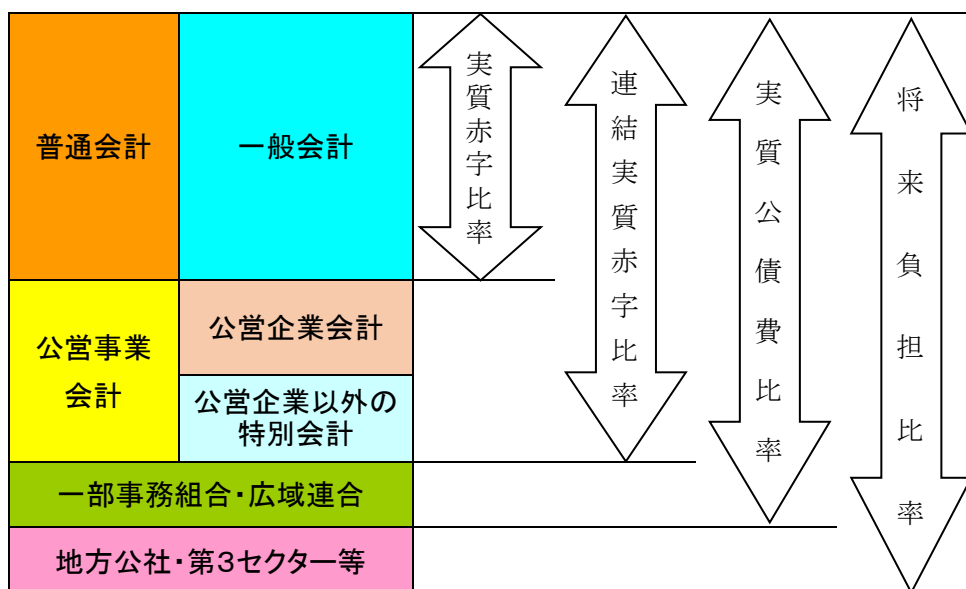 普通会計
一般会計
実質赤字比率
連結実質赤字比率
実質公債費比率
将来負担比率
公営事業
会計
公営企業会計
公営企業以外の
特別会計
一部事務組合・広域連合
地方公社・第3セクター等